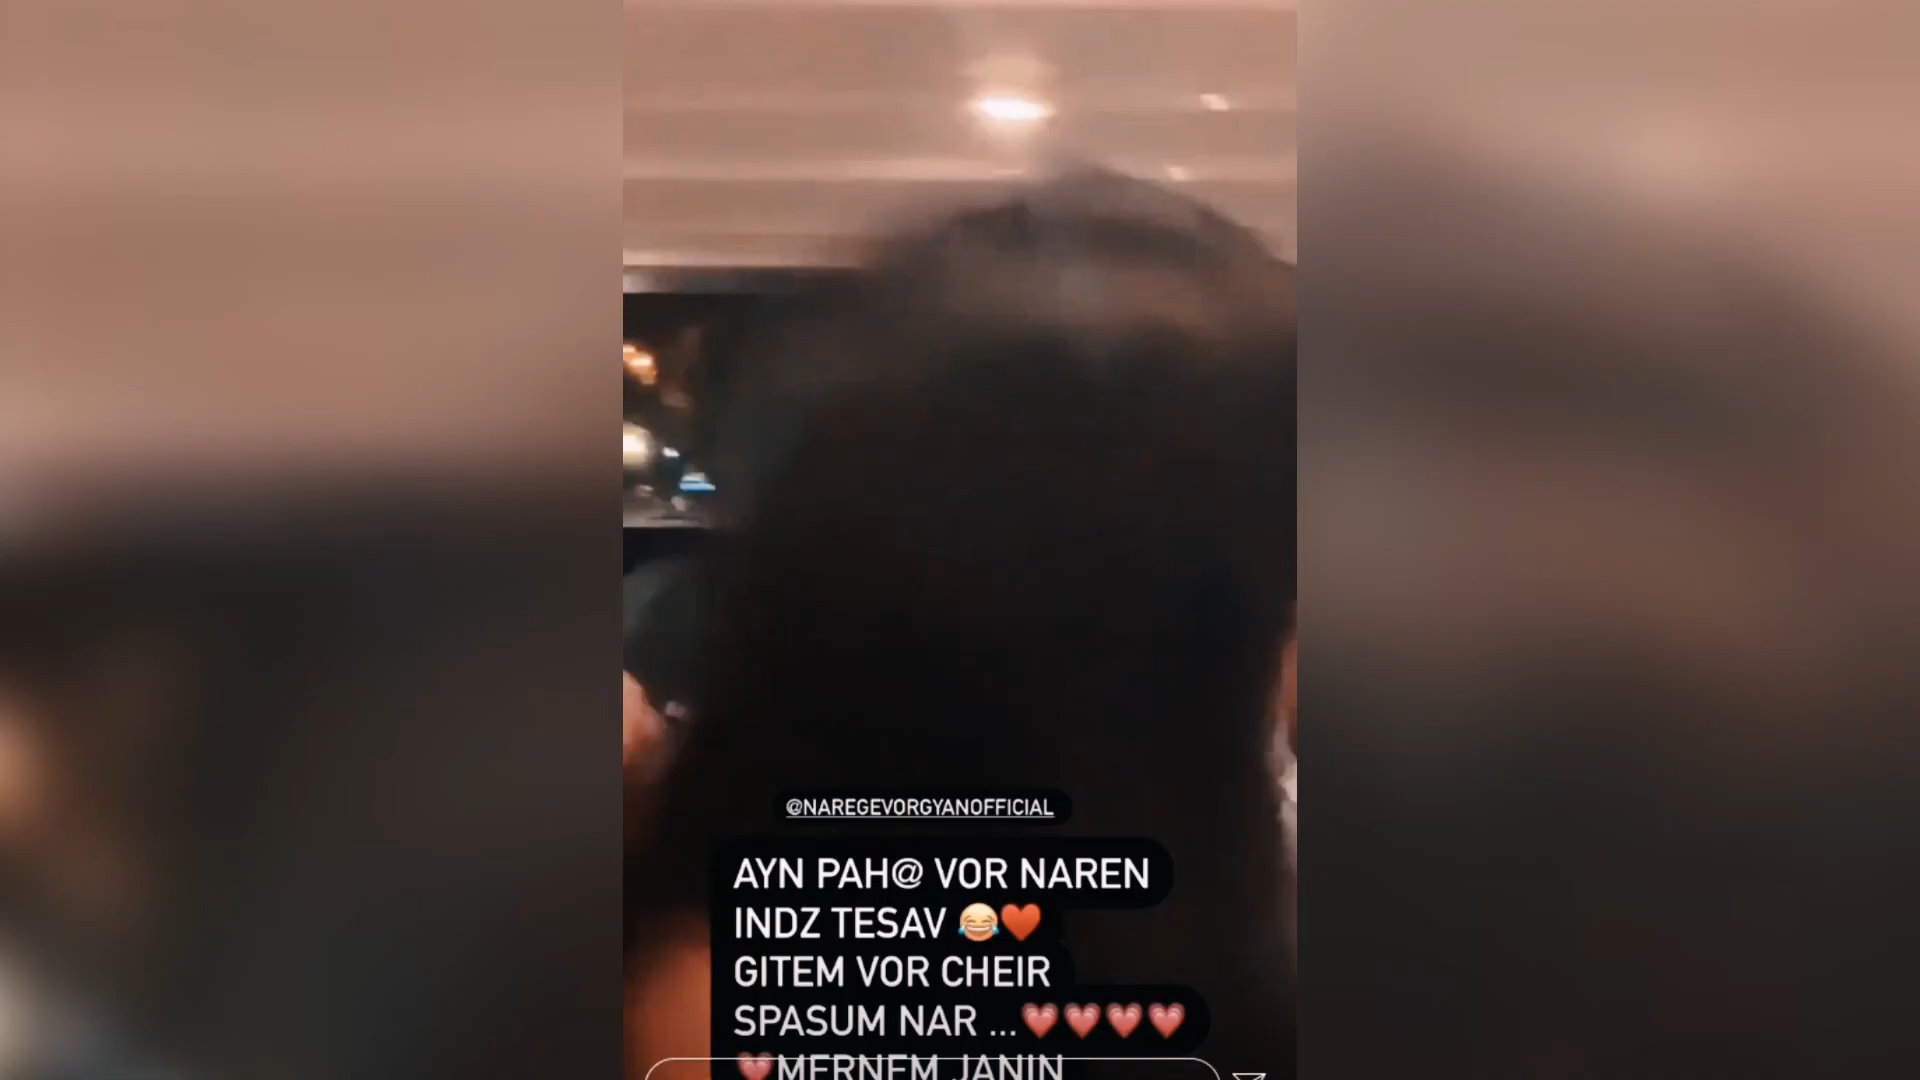 @NAREGEVORGYANOFFICIAL
AYN PAH@ VOR NAREN
INDZ TESAV 😂❤️
GITEM VOR CHEIR
SPASUM NAR ...💗💗💗💗
💗MERNEM JANIN